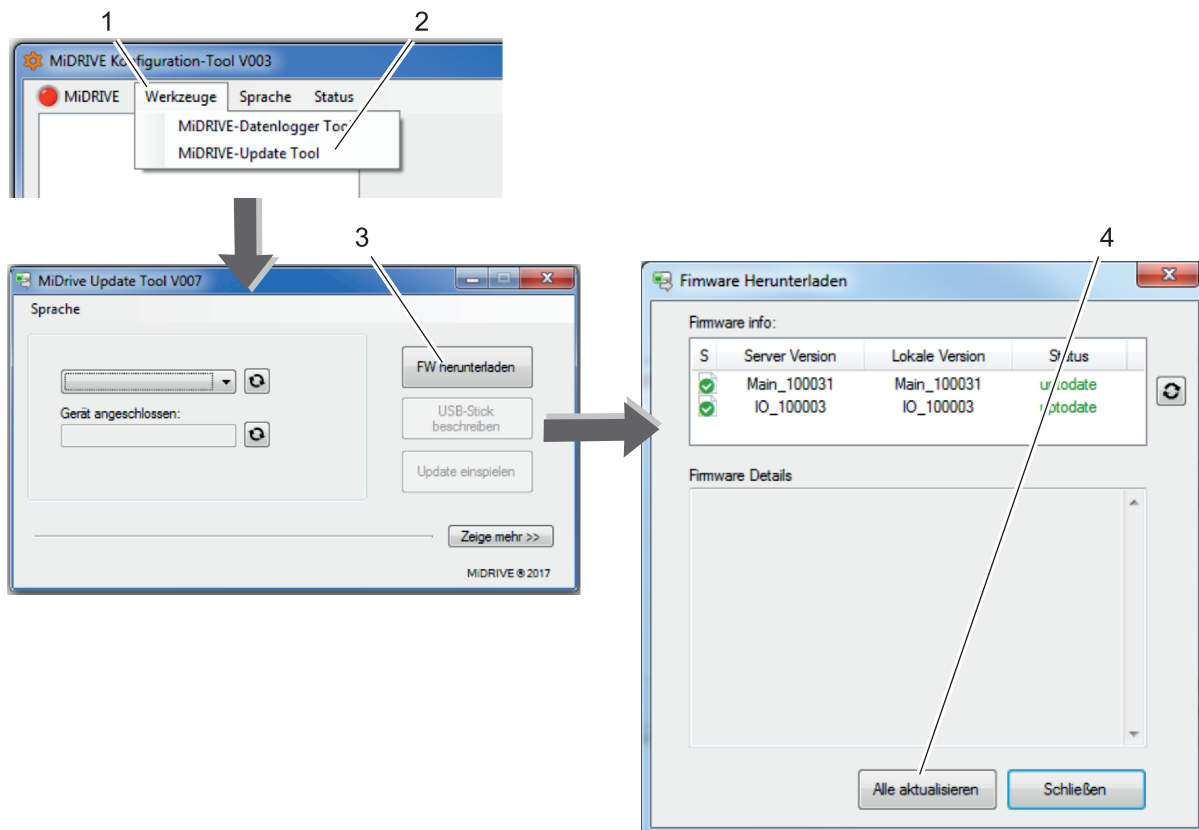 1 2
MiDRIVE Konfiguration-Tool V003
MiDRIVE Werkzeuge Sprache Status
MiDRIVE-Datenlogger Tool
MiDRIVE-Update Tool
3
MiDrive Update Tool V007
Sprache
FW herunterladen
Gerät angeschlossen:
USB-Stick
beschreiben
Update einspielen
Zeige mehr >>
MiDRIVE ® 2017
4
Fimware Herunterladen
Firmware info:
S Server Version Lokale Version Status
Main_100031 Main_100031 uptodate
IO_100003 IO_100003 uptodate
Firmware Details
Alle aktualisieren Schließen